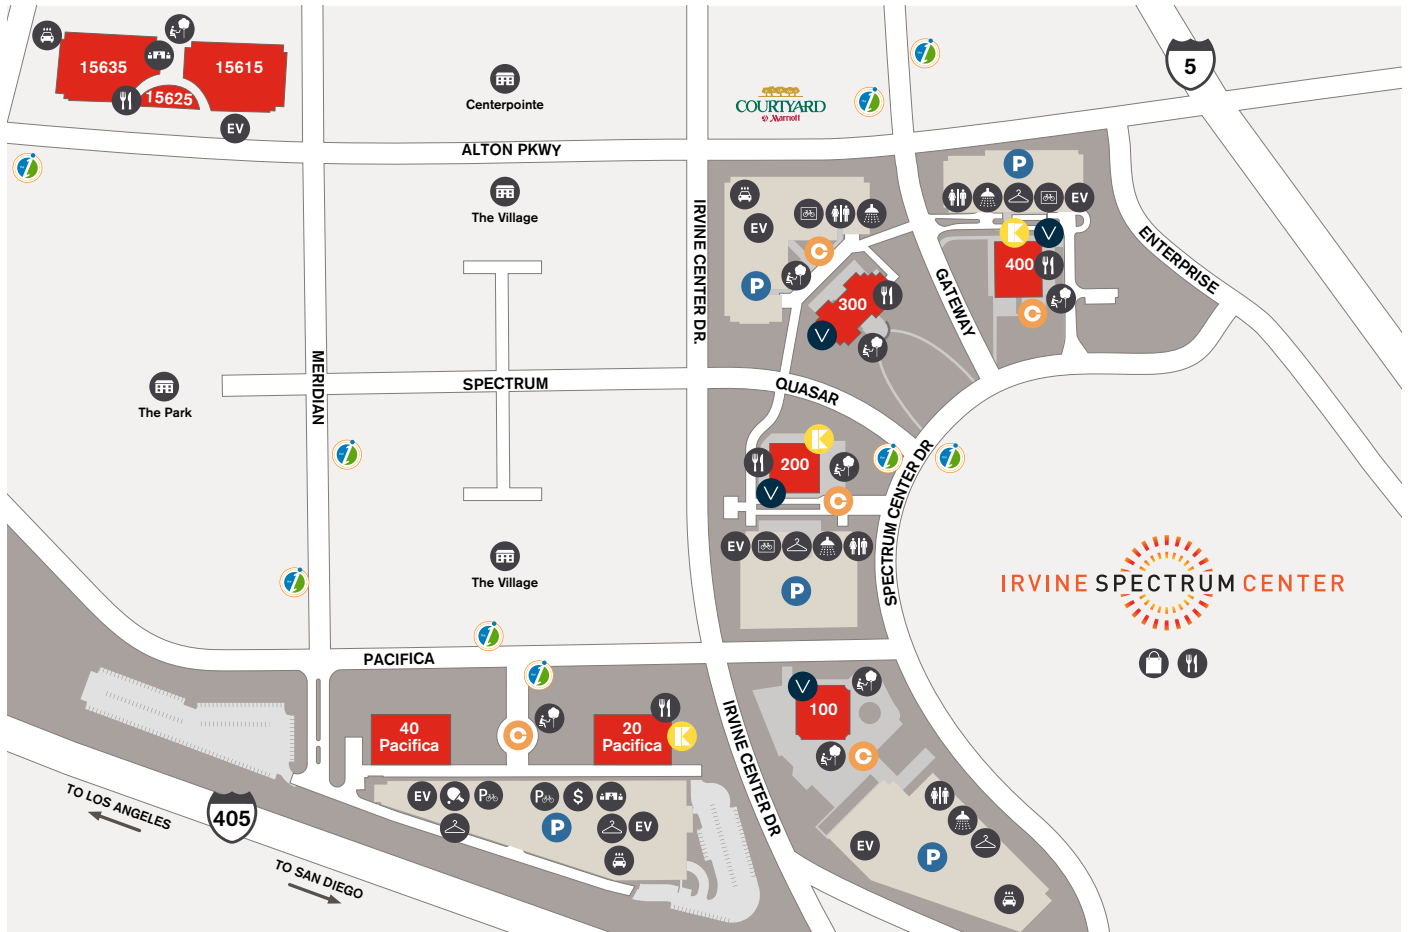 5
15635
15615
15625
EV
Centerpointe
COURTYARD
Marriott
ALTON PKWY
P
The Village
IRVINE CENTER DR.
EV
P
C
EV
K
V
400
C
ENTERPRISE
GATEWAY
300
V
MERIDIAN
SPECTRUM
QUASAR
The Park
K
200
V
C
SPECTRUM CENTER DR
EV
P
The Village
IRVINE SPECTRUM CENTER
PACIFICA
V
100
C
40
Pacifica
C
20
Pacifica
K
IRVINE CENTER DR
EV
P
P
$
P
EV
EV
P
TO LOS ANGELES
405
TO SAN DIEGO